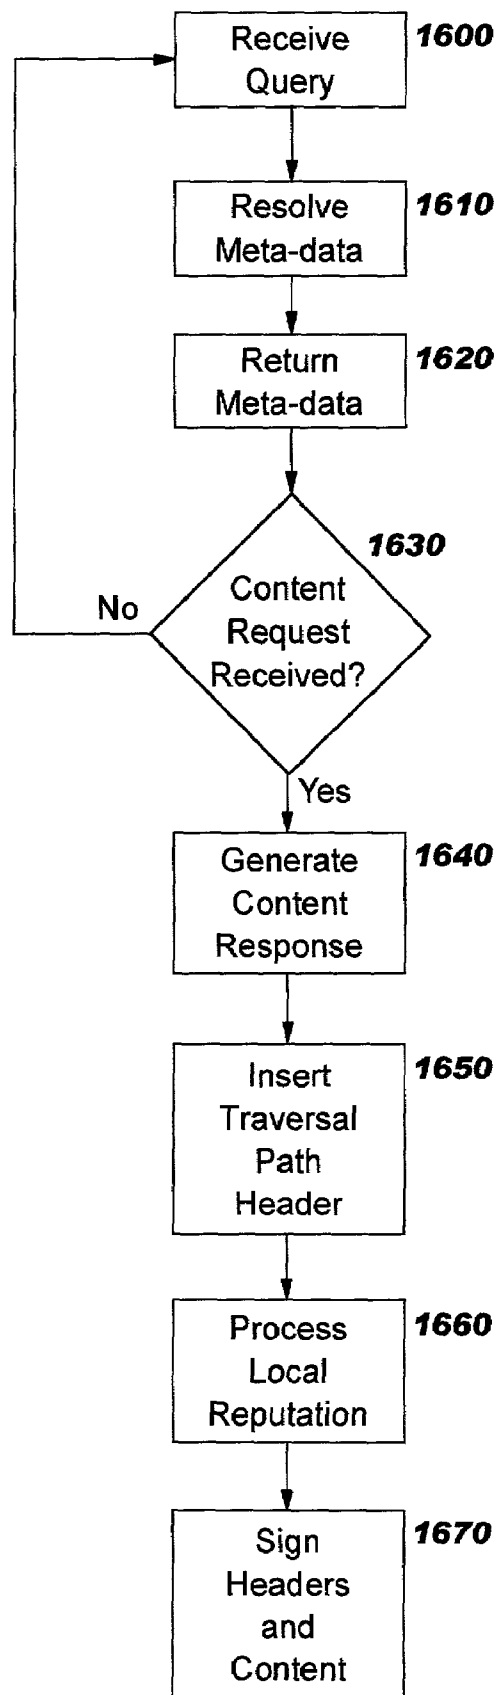 Receive
Query
1600
Resolve
Meta-data
1610
Return
Meta-data
1620
1630
Content
Request
Received?
No
Yes
Generate
Content
Response
1640
Insert
Traversal
Path
Header
1650
Process
Local
Reputation
1660
Sign
Headers
and
Content
1670